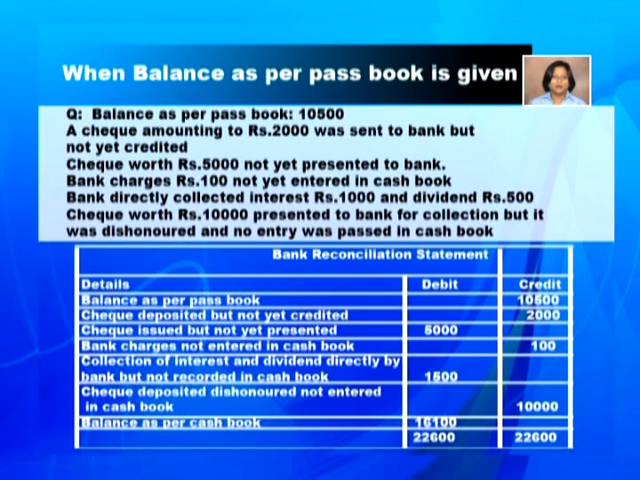 When Balance as per pass book is given
Q: Balance as per pass book: 10500
A cheque amounting to Rs.2000 was sent to bank but
not yet credited
Cheque worth Rs.5000 not yet presented to bank.
Bank charges Rs.100 not yet entered in cash book
Bank directly collected interest Rs.1000 and dividend Rs.500
Cheque worth Rs.10000 presented to bank for collection but it
was dishonoured and no entry was passed in cash book
Bank Reconciliation Statement
Details Debit Credit
Balance as per pass book 10500
Cheque deposited but not yet credited 2000
Cheque issued but not yet presented 5000
Bank charges not entered in cash book 100
Collection of interest and dividend directly by
bank but not recorded in cash book 1500
Cheque deposited dishonoured not entered
in cash book 10000
Balance as per cash book 16100
22600 22600